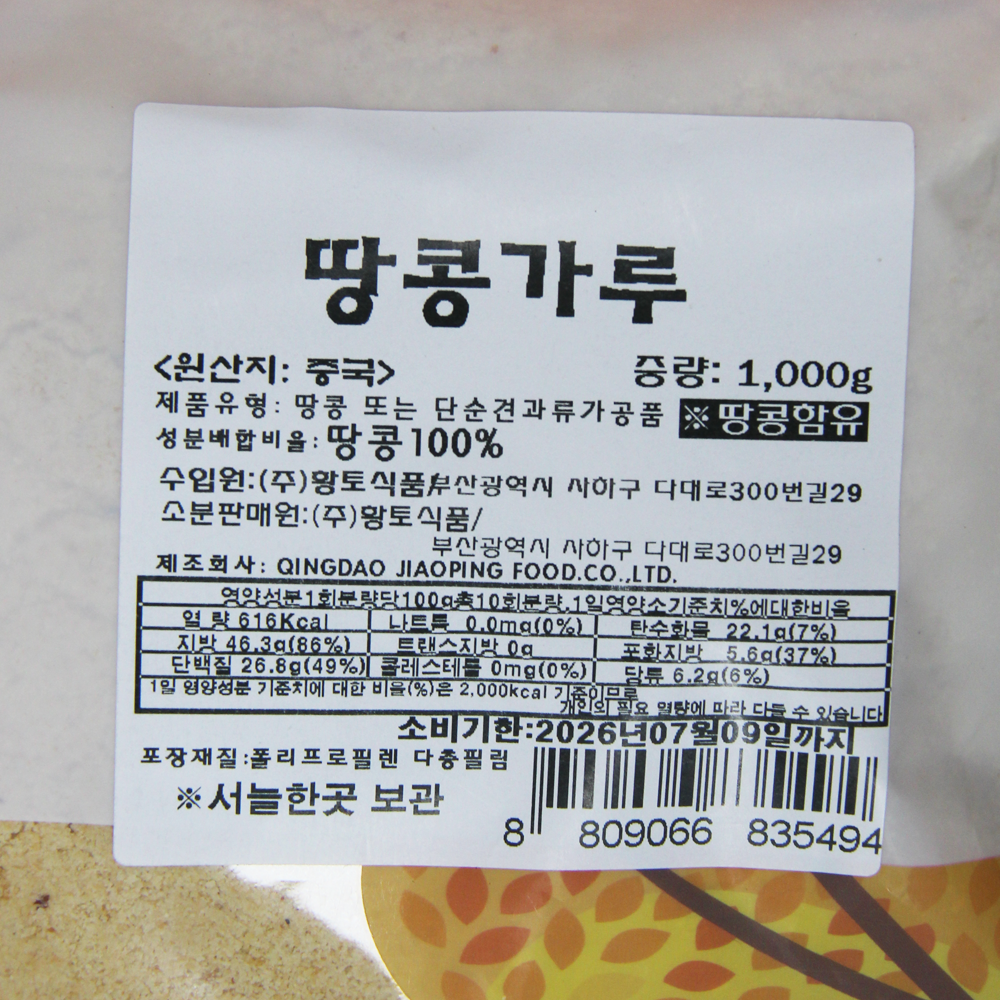 땅콩가루
<원산지: 중국> 중량: 1,000g
제품유형: 땅콩 또는 단순견과류가공품 ※땅콩함유
성분배합비율:땅콩100%
수입원:(주)황토식품/부산광역시 사하구 다대로300번길29
소분판매원:(주)황토식품/
부산광역시 사하구 다대로300번길29
제조회사: QINGDAO JIAOPING FOOD.CO.,LTD.
영양성분1회분량당100g총10회분량.1일영양소기준치%에대한비율
열 량 616Kcal 나트륨 0.0mg(0%) 탄수화물 22.1g(7%)
지방 46.3g(86%) 트랜스지방 0g 포화지방 5.6g(37%)
단백질 26.8g(49%) 콜레스테롤 0mg(0%) 당류 6.2g(6%)
1일 영양성분 기준치에 대한 비율(%)은 2,000kcal 기준이므로
개인의 필요 열량에 따라 다를 수 있습니다
소비기한:2026년07월09일까지
포장재질:폴리프로필렌 다층필림
※서늘한곳 보관
8 809066 835494